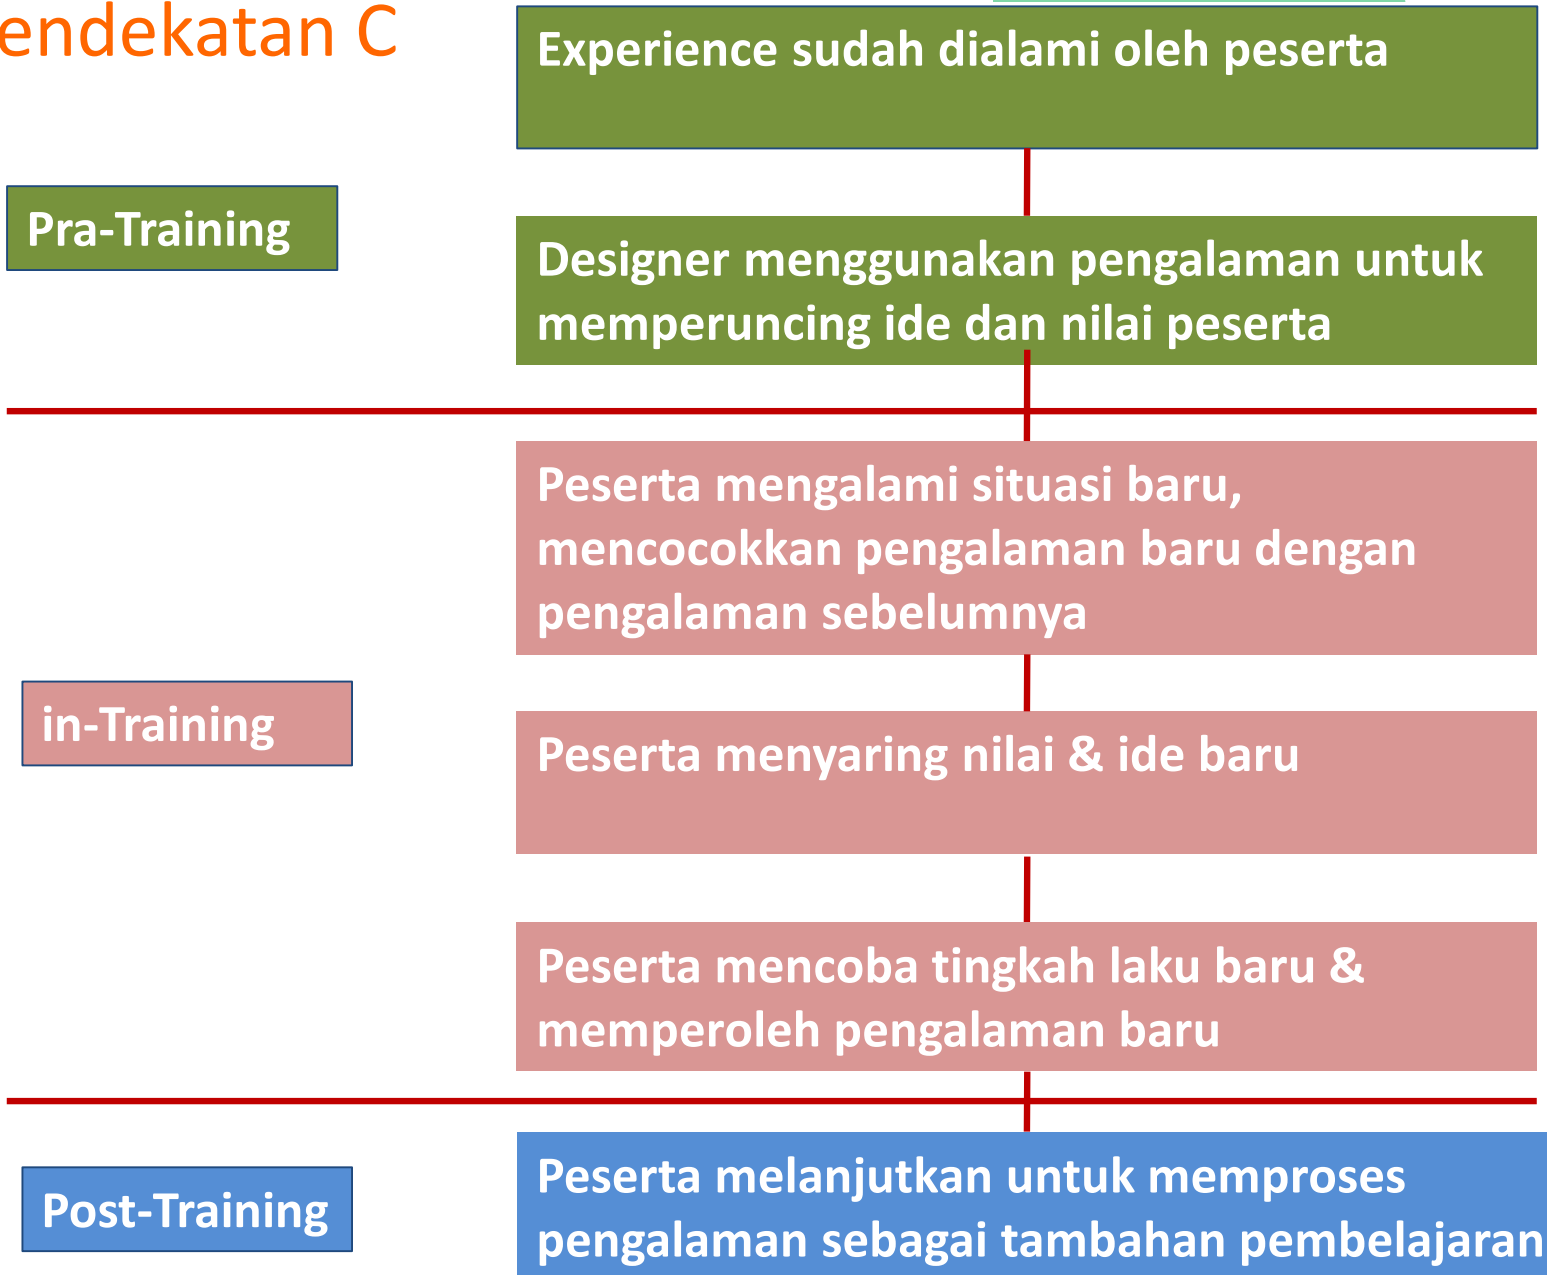 endekatan C
Experience sudah dialami oleh peserta
Pra-Training
Designer menggunakan pengalaman untuk
memperuncing ide dan nilai peserta
Peserta mengalami situasi baru,
mencocokkan pengalaman baru dengan
pengalaman sebelumnya
in-Training
Peserta menyaring nilai & ide baru
Peserta mencoba tingkah laku baru &
memperoleh pengalaman baru
Post-Training
Peserta melanjutkan untuk memproses
pengalaman sebagai tambahan pembelajaran